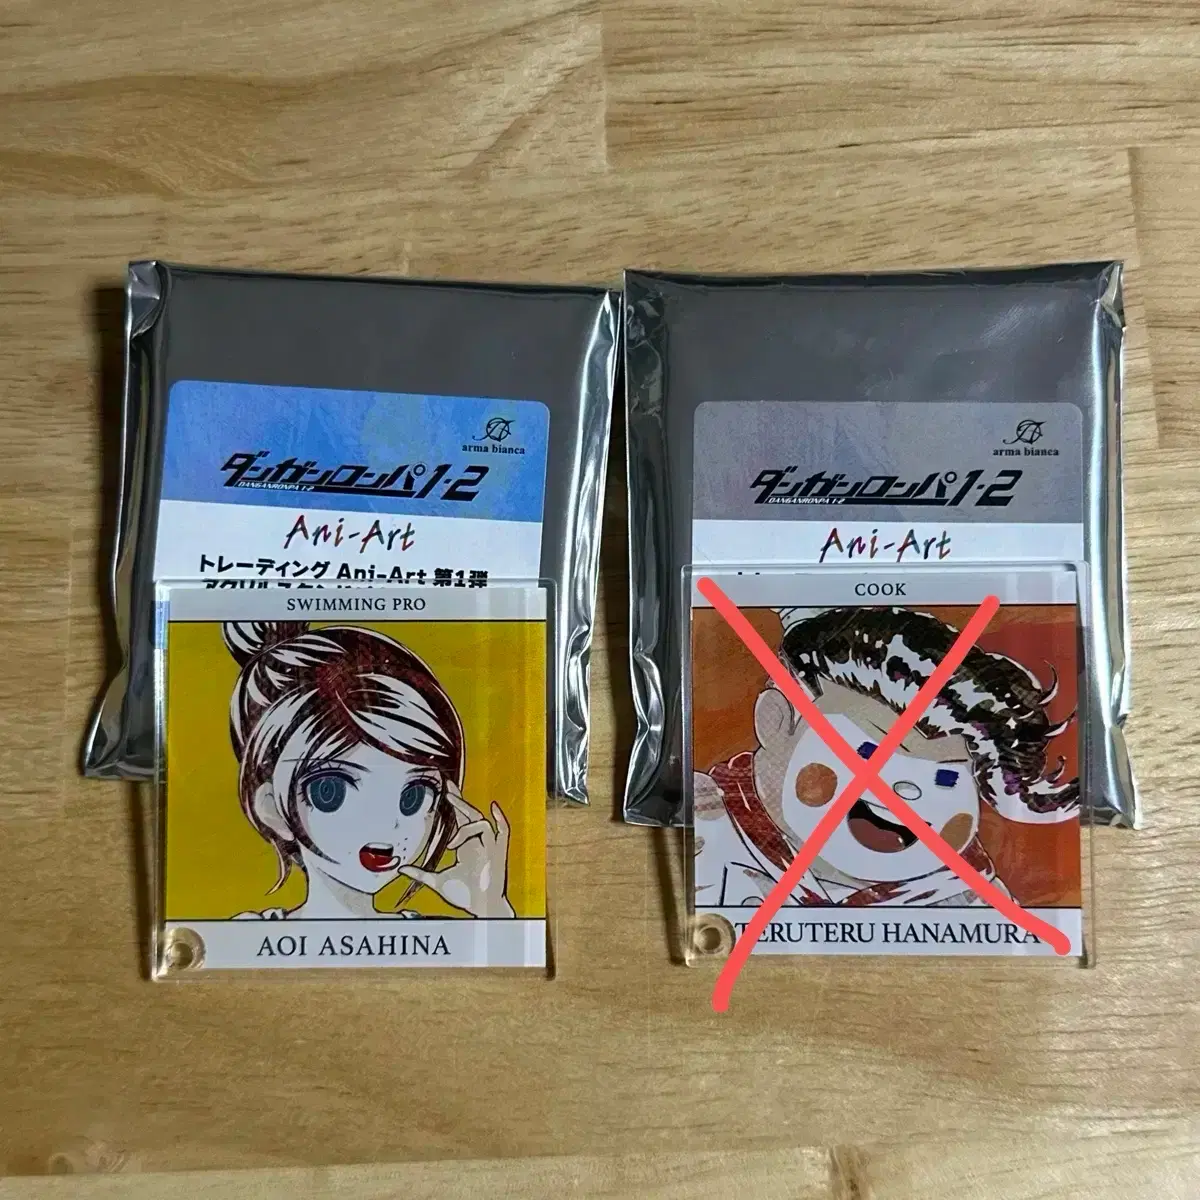 arma bianca
ダンガンロンパ1・2
DANGANRONPA 1・2
Ani-Art
トレーディング Ani-Art 第1弾
SWIMMING PRO
AOI ASAHINA
arma bianca
ダンガンロンパ1・2
DANGANRONPA 1・2
Ani-Art
COOK
TERUTERU HANAMURA